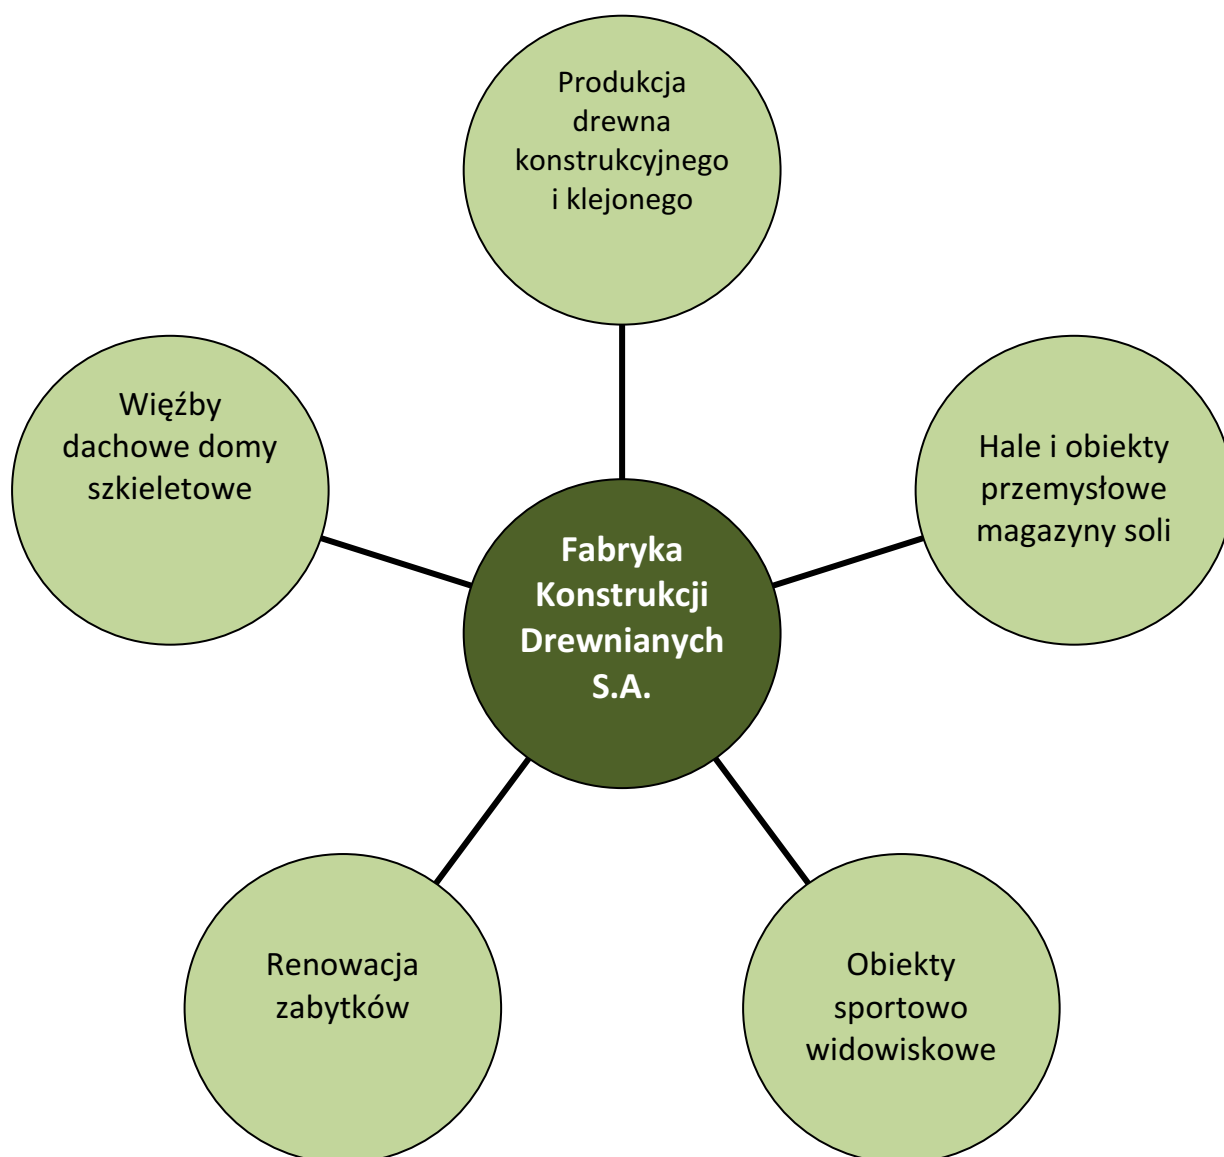 Produkcja
drewna
konstrukcyjnego
i klejonego
Więźby
dachowe domy
szkieletowe
Hale i obiekty
przemysłowe
magazyny soli
Fabryka
Konstrukcji
Drewnianych
S.A.
Renowacja
zabytków
Obiekty
sportowo
widowiskowe